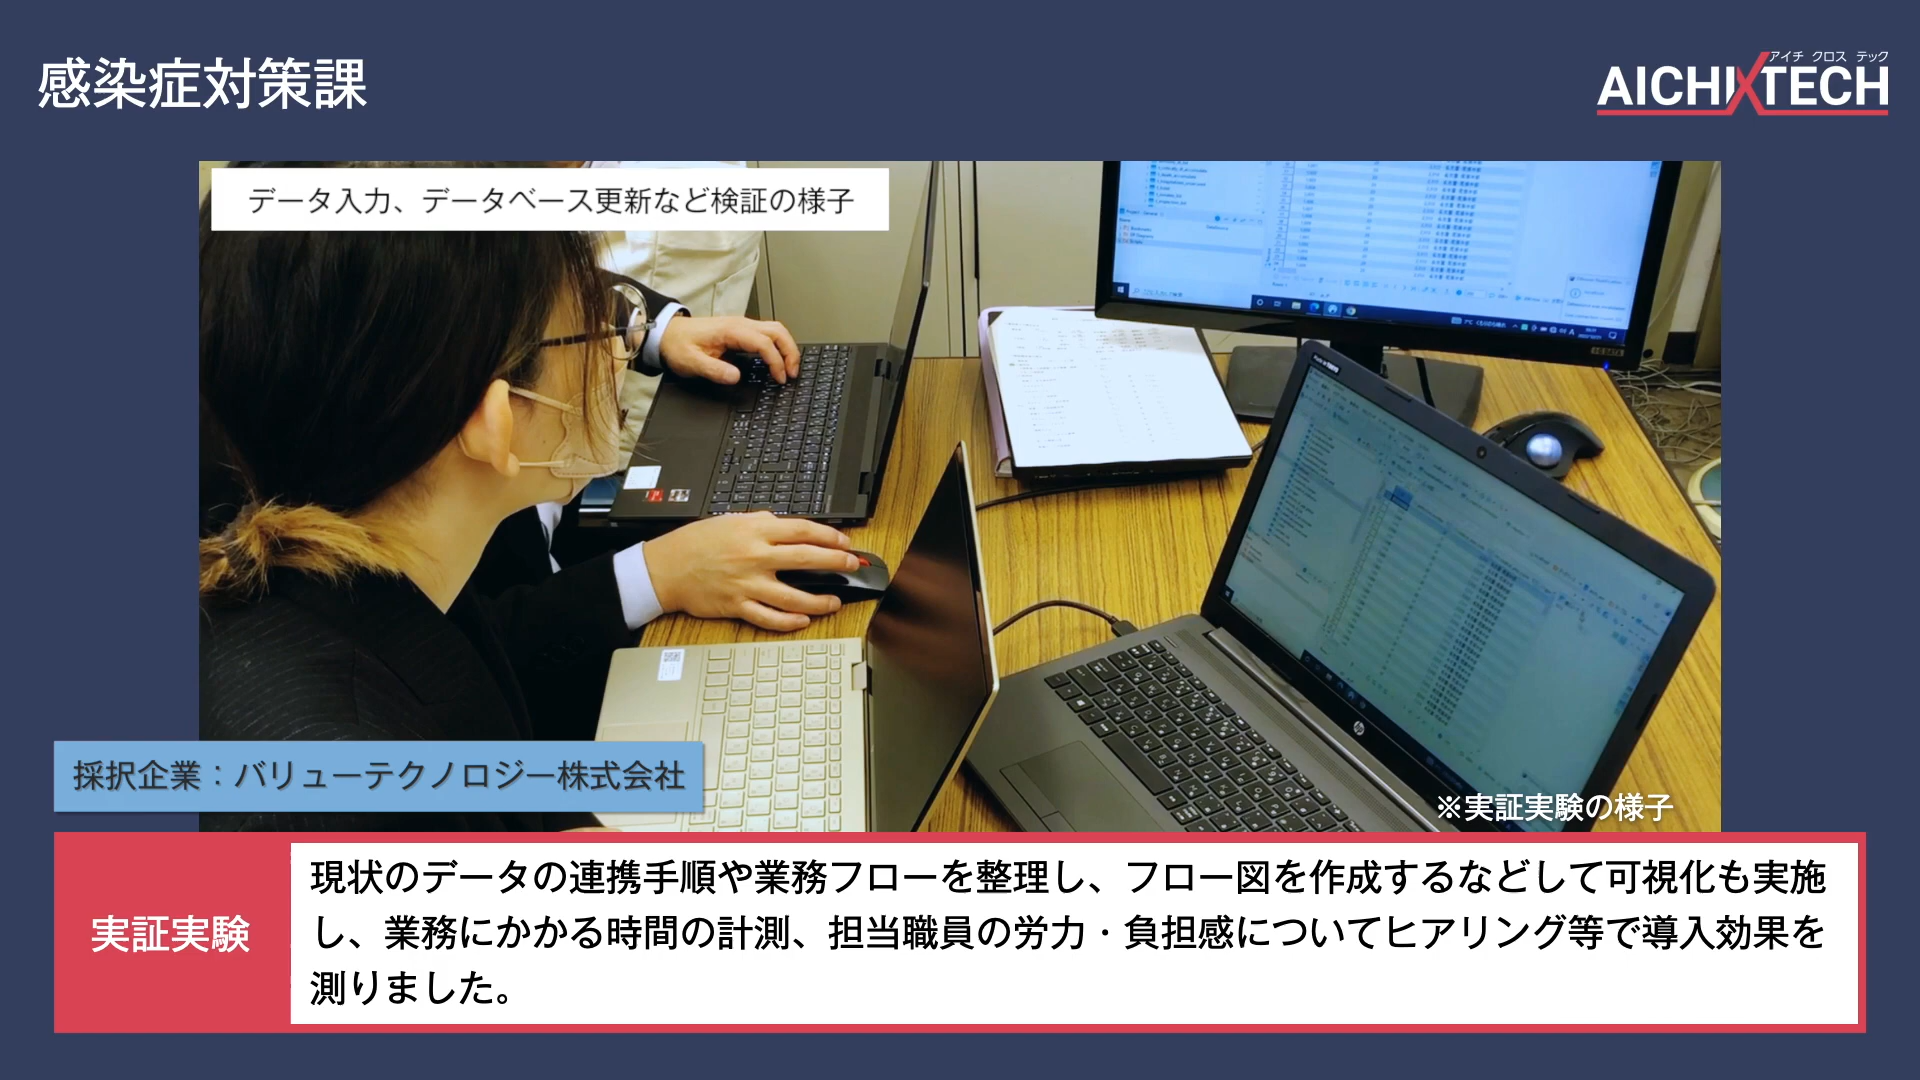 感染症対策課
アイチ クロス テック
AICHI X TECH
データ入力、データベース更新など検証の様子
採択企業：バリューテクノロジー株式会社
※実証実験の様子
実証実験
現状のデータの連携手順や業務フローを整理し、フロー図を作成するなどして可視化も実施
し、業務にかかる時間の計測、担当職員の労力・負担感についてヒアリング等で導入効果を
測りました。